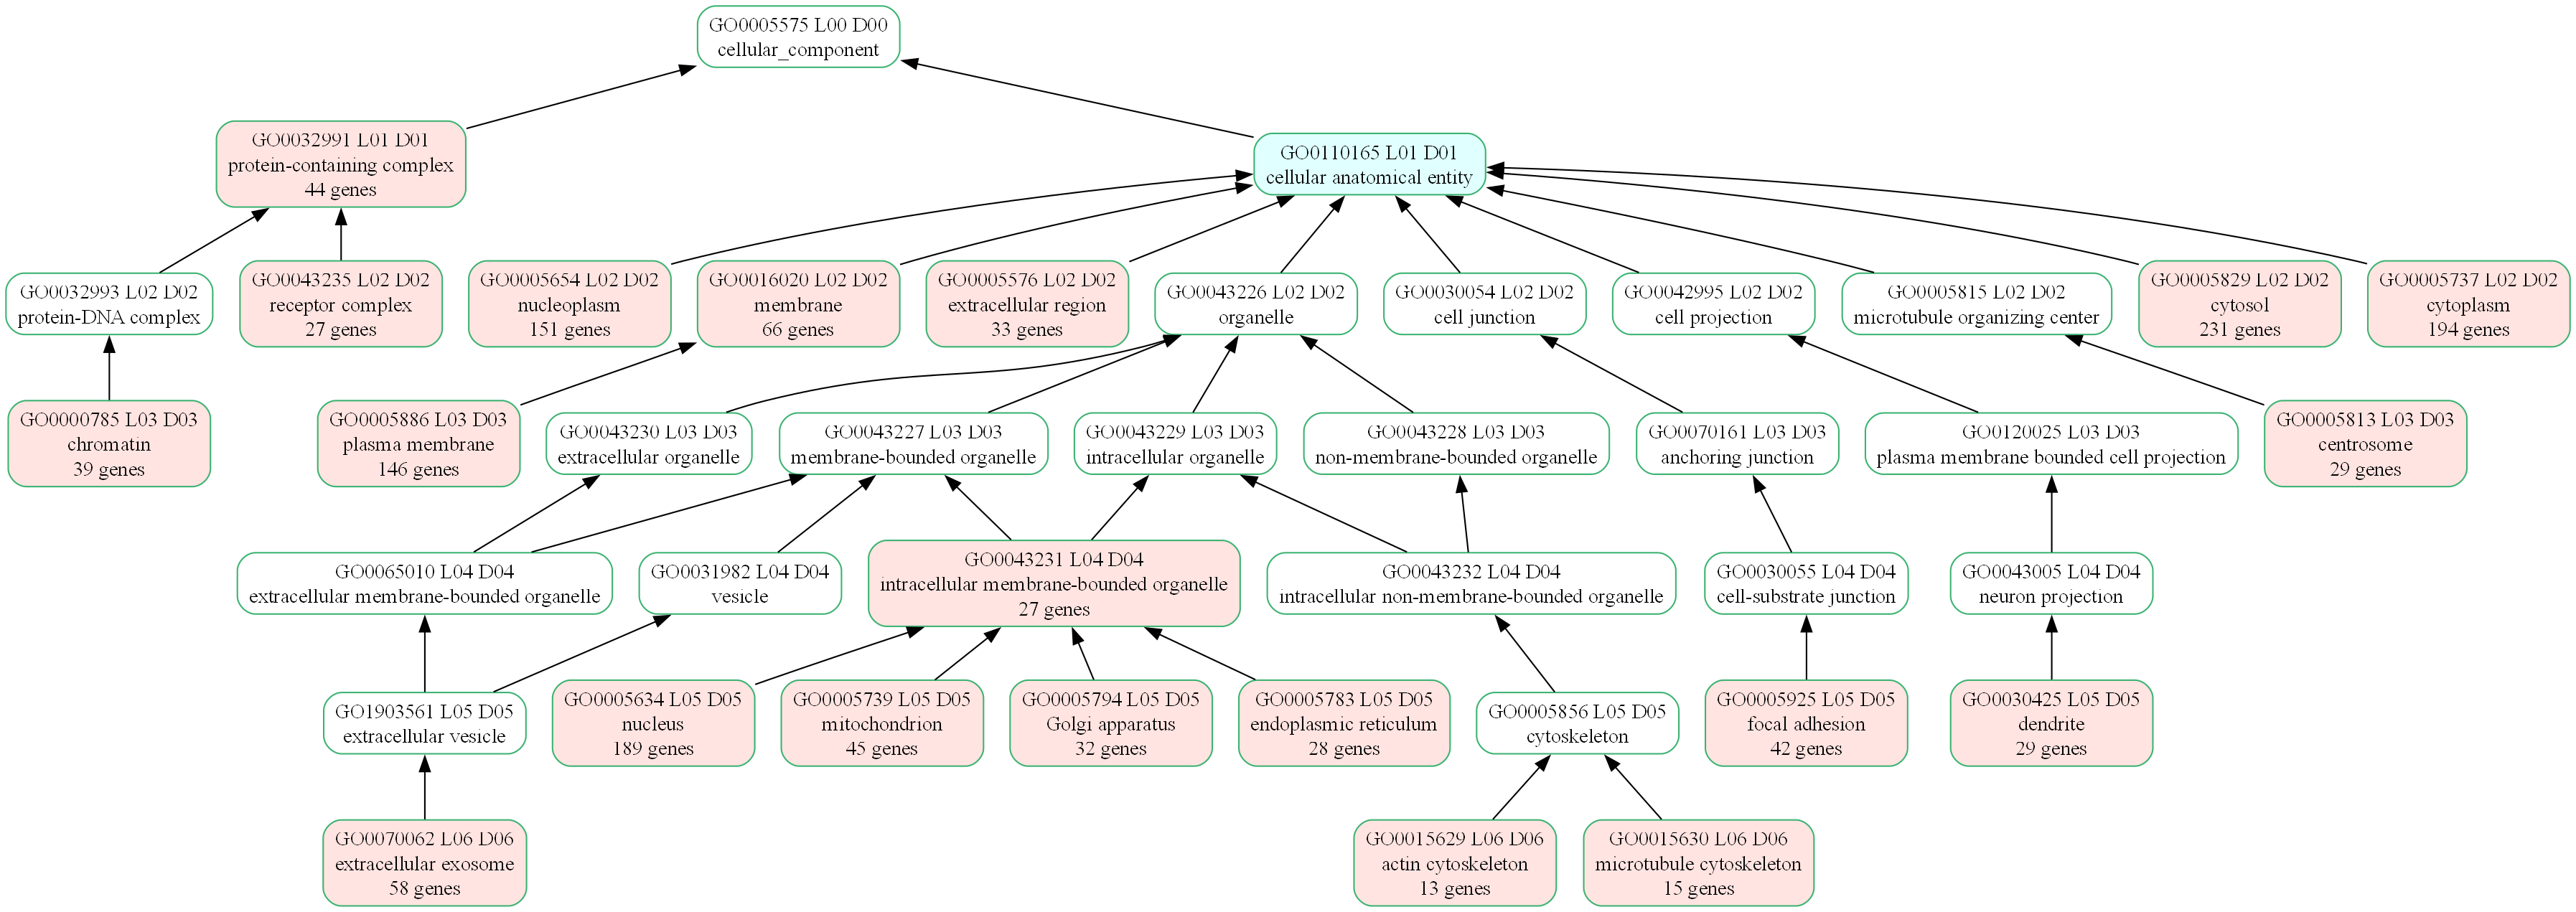 GO0005575 L00 D00
cellular_component
GO0032991 L01 D01
protein-containing complex
44 genes
GO0110165 L01 D01
cellular anatomical entity
GO0032993 L02 D02
protein-DNA complex
GO0043235 L02 D02
receptor complex
27 genes
GO0005654 L02 D02
nucleoplasm
151 genes
GO0016020 L02 D02
membrane
66 genes
GO0005576 L02 D02
extracellular region
33 genes
GO0043226 L02 D02
organelle
GO0030054 L02 D02
cell junction
GO0042995 L02 D02
cell projection
GO0005815 L02 D02
microtubule organizing center
GO0005829 L02 D02
cytosol
231 genes
GO0005737 L02 D02
cytoplasm
194 genes
GO0000785 L03 D03
chromatin
39 genes
GO0005886 L03 D03
plasma membrane
146 genes
GO0043230 L03 D03
extracellular organelle
GO0043227 L03 D03
membrane-bounded organelle
GO0043229 L03 D03
intracellular organelle
GO0043228 L03 D03
non-membrane-bounded organelle
GO0070161 L03 D03
anchoring junction
GO0120025 L03 D03
plasma membrane bounded cell projection
GO0005813 L03 D03
centrosome
29 genes
GO0065010 L04 D04
extracellular membrane-bounded organelle
GO0031982 L04 D04
vesicle
GO0043231 L04 D04
intracellular membrane-bounded organelle
27 genes
GO0043232 L04 D04
intracellular non-membrane-bounded organelle
GO0030055 L04 D04
cell-substrate junction
GO0043005 L04 D04
neuron projection
GO1903561 L05 D05
extracellular vesicle
GO0005634 L05 D05
nucleus
189 genes
GO0005739 L05 D05
mitochondrion
45 genes
GO0005794 L05 D05
Golgi apparatus
32 genes
GO0005783 L05 D05
endoplasmic reticulum
28 genes
GO0005856 L05 D05
cytoskeleton
GO0005925 L05 D05
focal adhesion
42 genes
GO0030425 L05 D05
dendrite
29 genes
GO0070062 L06 D06
extracellular exosome
58 genes
GO0015629 L06 D06
actin cytoskeleton
13 genes
GO0015630 L06 D06
microtubule cytoskeleton
15 genes